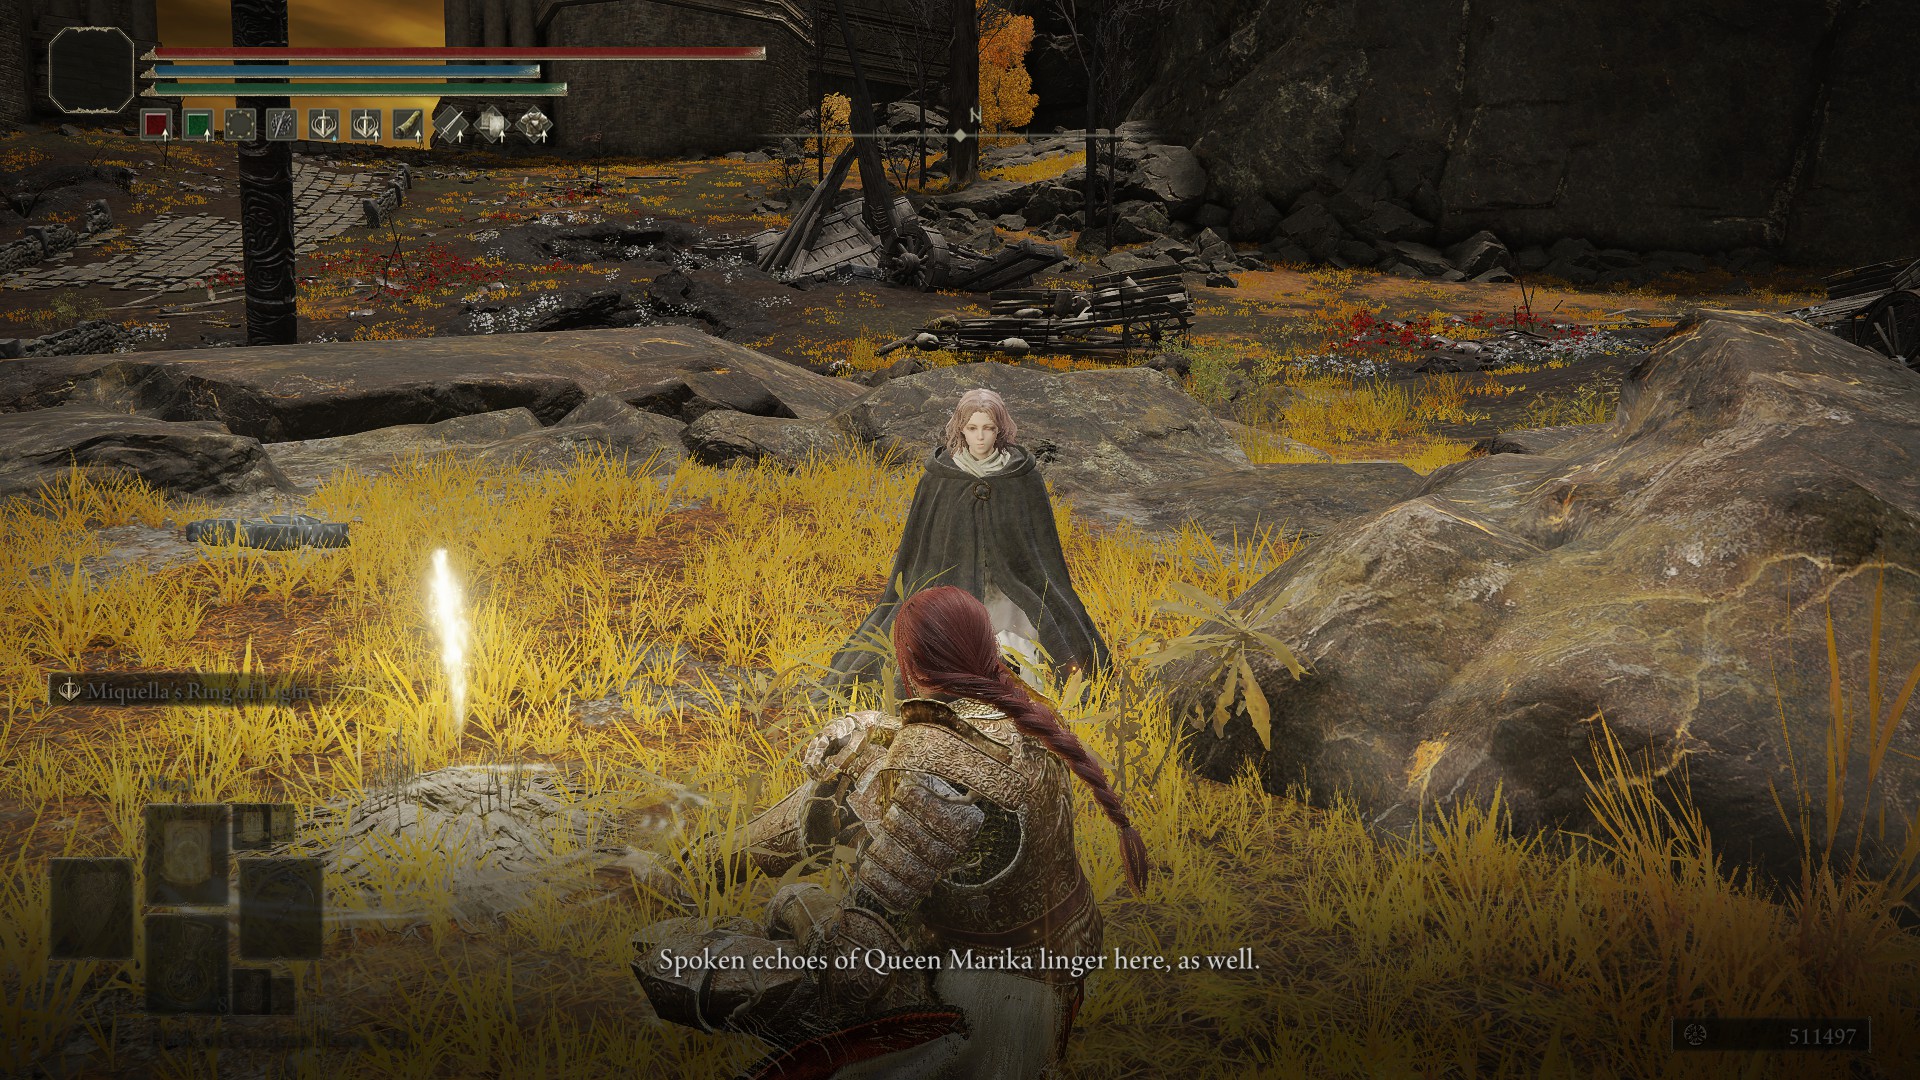 N
Miquella's Ring of Light
Spoken echoes of Queen Marika linger here, as well.
511497